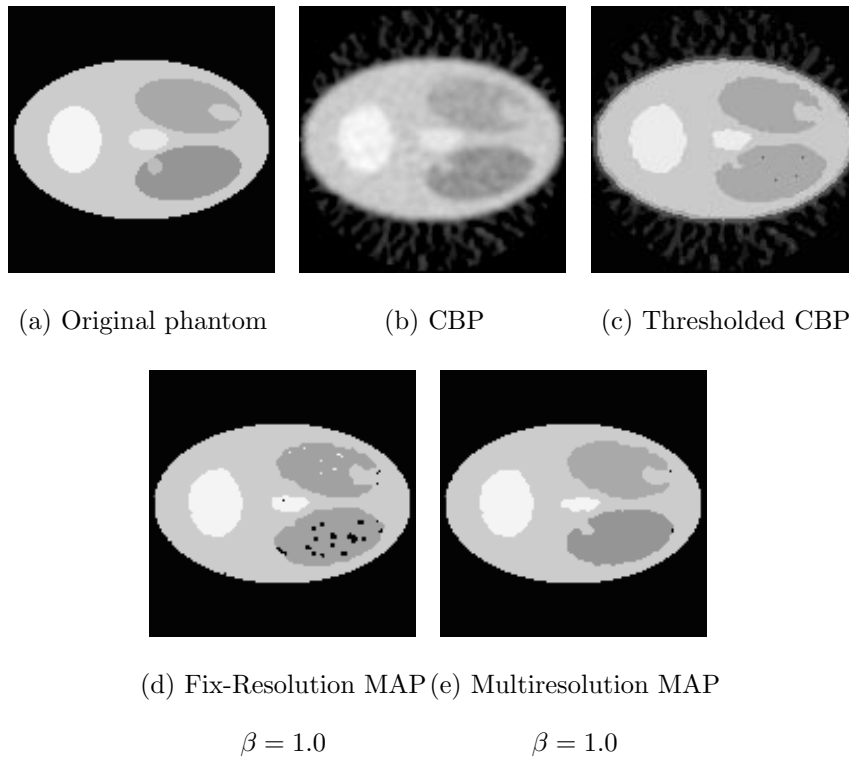 (a) Original phantom (b) CBP (c) Thresholded CBP
(d) Fix-Resolution MAP (e) Multiresolution MAP
β = 1.0 β = 1.0